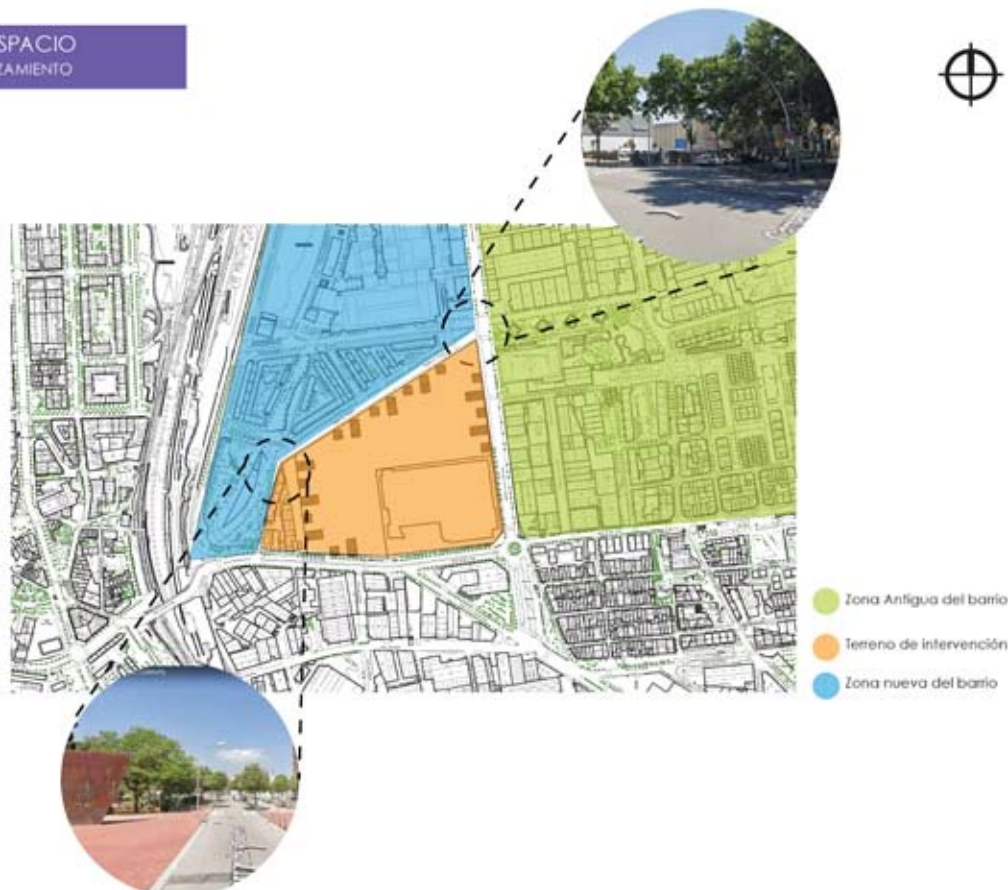 SPACIO
ZAMIENTO
Zona Antigua del barrio
Terreno de intervención
Zona nueva del barrio